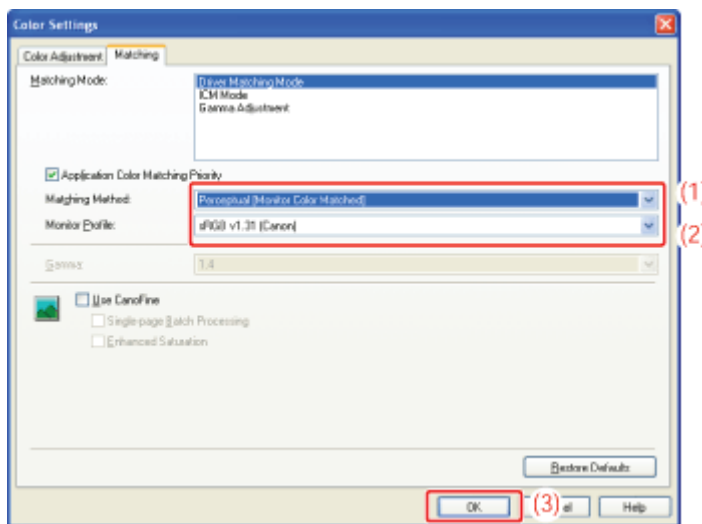 Color Settings
Color Adjustment Matching
Matching Mode: Driver Matching Mode
ICM Mode
Gamma Adjustment
Application Color Matching Priority
Matching Method: Perceptual [Monitor Color Matched] (1)
Monitor Profile: sRGB v1.31 (Canon) (2)
Gamma: 1.4
Use CanoFine
Single-page Batch Processing
Enhanced Saturation
Restore Defaults
OK (3) el Help